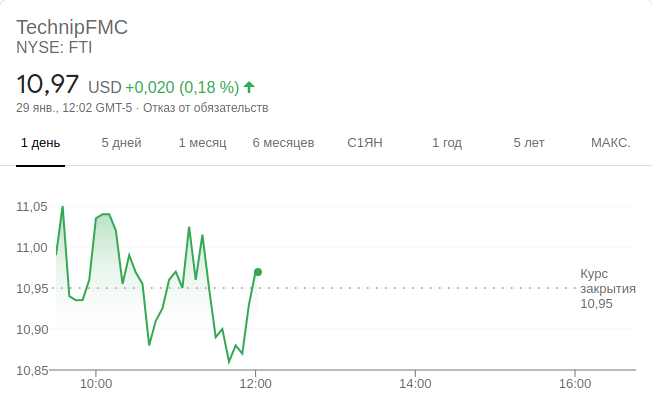 TechnipFMC
NYSE: FTI
10,97 USD +0,020 (0,18 %)
29 янв., 12:02 GMT-5 · Отказ от обязательств
1 день 5 дней 1 месяц 6 месяцев С1ЯН 1 год 5 лет МАКС.
11,05
11,00
10,95
10,90
10,85
Курс
закрытия
10,95
10:00 12:00 14:00 16:00